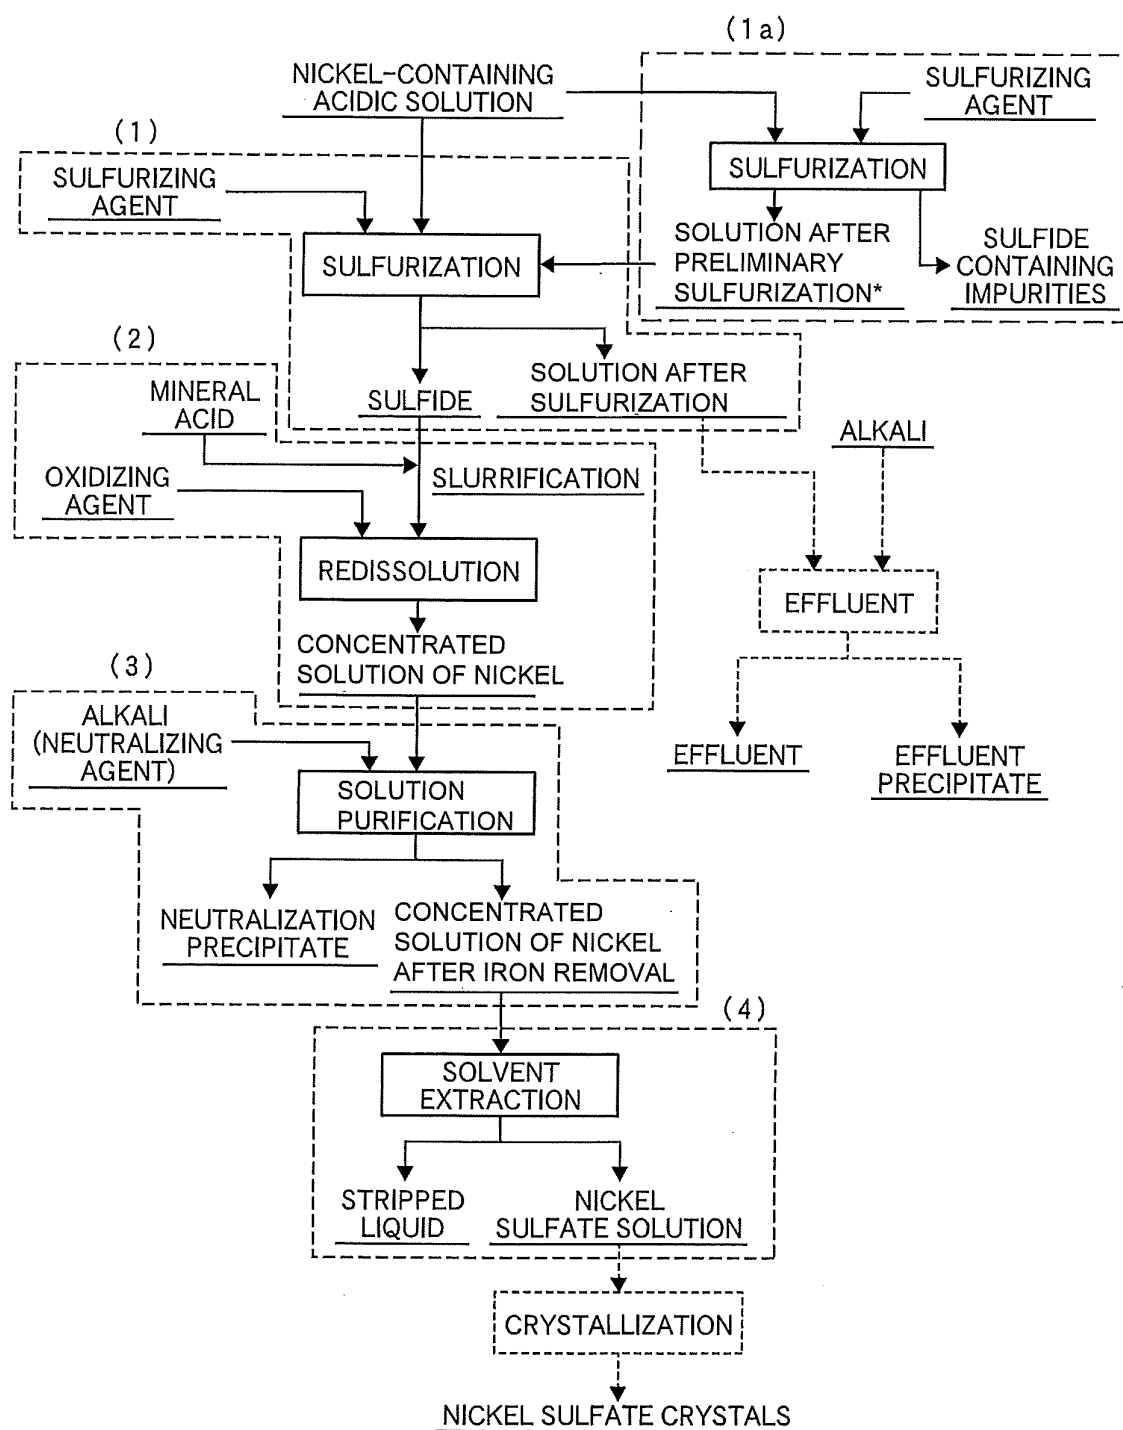 (1a)
NICKEL-CONTAINING
ACIDIC SOLUTION
SULFURIZING
AGENT
(1)
SULFURIZATION
SULFURIZING
AGENT
SOLUTION AFTER
PRELIMINARY
SULFURIZATION*
SULFIDE
CONTAINING
IMPURITIES
SULFURIZATION
(2)
SOLUTION AFTER
SULFURIZATION
MINERAL
ACID
SULFIDE
ALKALI
OXIDIZING
AGENT
SLURRIFICATION
REDISSOLUTION
EFFLUENT
CONCENTRATED
SOLUTION OF NICKEL
(3)
ALKALI
(NEUTRALIZING
AGENT)
EFFLUENT
EFFLUENT
PRECIPITATE
SOLUTION
PURIFICATION
NEUTRALIZATION
PRECIPITATE
CONCENTRATED
SOLUTION OF NICKEL
AFTER IRON REMOVAL
(4)
SOLVENT
EXTRACTION
STRIPPED
LIQUID
NICKEL
SULFATE SOLUTION
CRYSTALLIZATION
NICKEL SULFATE CRYSTALS